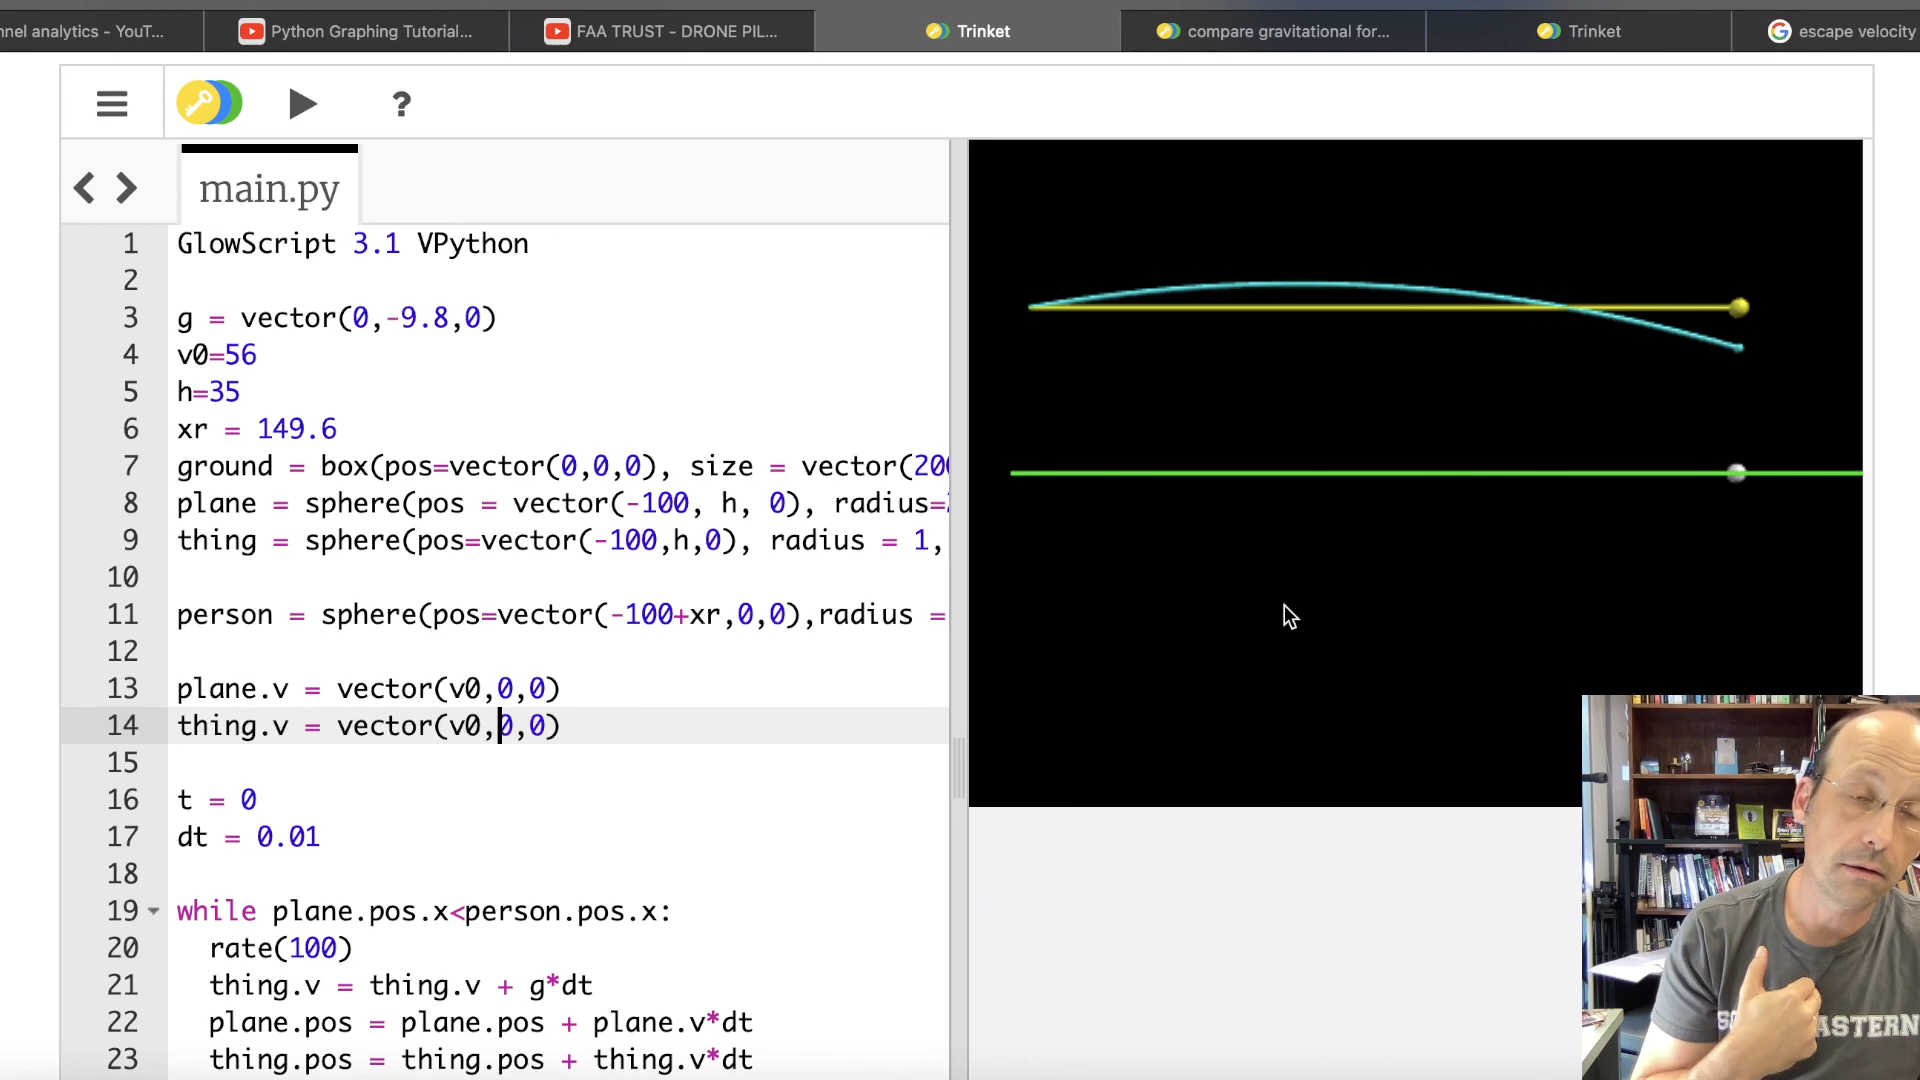 nnel analytics - YouT...
Python Graphing Tutorial...
FAA TRUST - DRONE PIL...
Trinket
compare gravitational for...
Trinket
escape velocity
?
main.py
1 GlowScript 3.1 VPython
2
3 g = vector(0,-9.8,0)
4 v0=56
5 h=35
6 xr = 149.6
7 ground = box(pos=vector(0,0,0), size = vector(200
8 plane = sphere(pos = vector(-100, h, 0), radius=
9 thing = sphere(pos=vector(-100,h,0), radius = 1,
10
11 person = sphere(pos=vector(-100+xr,0,0),radius =
12
13 plane.v = vector(v0,0,0)
14 thing.v = vector(v0,0,0)
15
16 t = 0
17 dt = 0.01
18
19 while plane.pos.x<person.pos.x:
20 rate(100)
21 thing.v = thing.v + g*dt
22 plane.pos = plane.pos + plane.v*dt
23 thing.pos = thing.pos + thing.v*dt
ASTERN